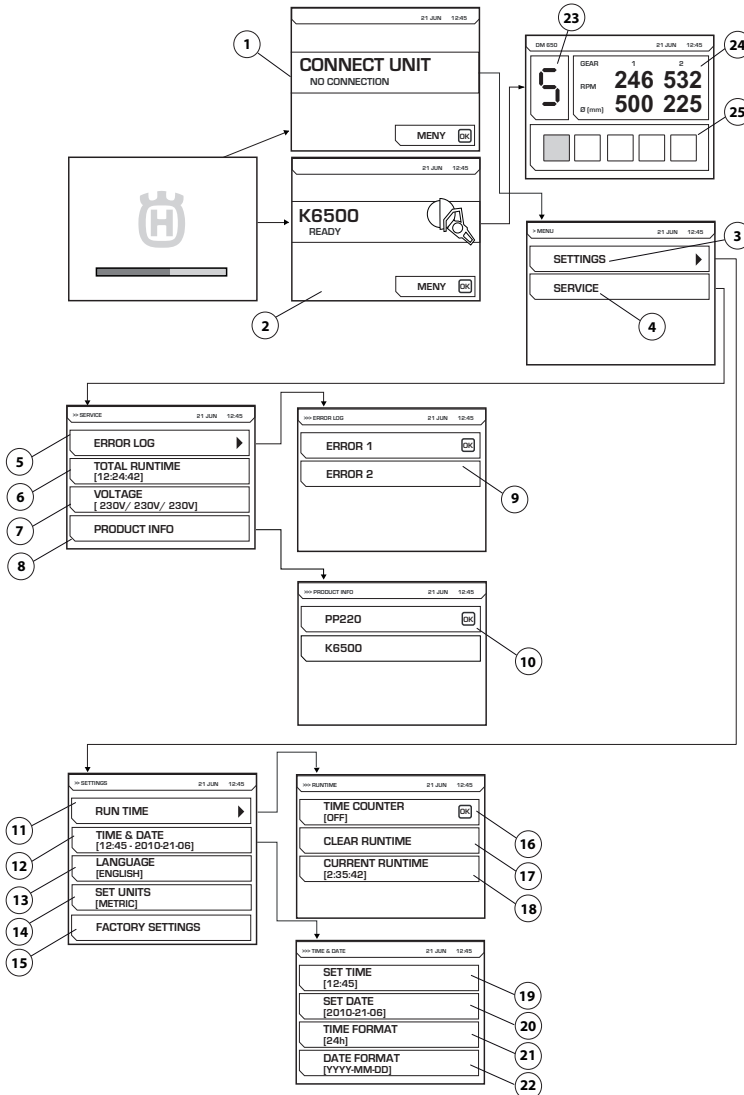 21 JUN 12:45
CONNECT UNIT
NO CONNECTION
MENY OK
1
H
21 JUN 12:45
K6500
READY
MENY OK
2
DM 650 21 JUN 12:45
5
GEAR 1 2
RPM 246 532
Ø [mm] 500 225
23
24
25
> MENU 21 JUN 12:45
SETTINGS
SERVICE
3
4
>> SERVICE 21 JUN 12:45
ERROR LOG
TOTAL RUNTIME
[12:24:42]
VOLTAGE
[ 230V/ 230V/ 230V]
PRODUCT INFO
5
6
7
8
>>> ERROR LOG 21 JUN 12:45
ERROR 1 OK
ERROR 2
9
>>> PRODUCT INFO 21 JUN 12:45
PP220 OK
K6500
10
>> SETTINGS 21 JUN 12:45
RUN TIME
TIME & DATE
[12:45 - 2010-21-06]
LANGUAGE
[ENGLISH]
SET UNITS
[METRIC]
FACTORY SETTINGS
11
12
13
14
15
>>> RUNTIME 21 JUN 12:45
TIME COUNTER
[OFF] OK
CLEAR RUNTIME
CURRENT RUNTIME
[2:35:42]
16
17
18
>>> TIME & DATE 21 JUN 12:45
SET TIME
[12:45]
SET DATE
[2010-21-06]
TIME FORMAT
[24h]
DATE FORMAT
[YYYY-MM-DD]
19
20
21
22